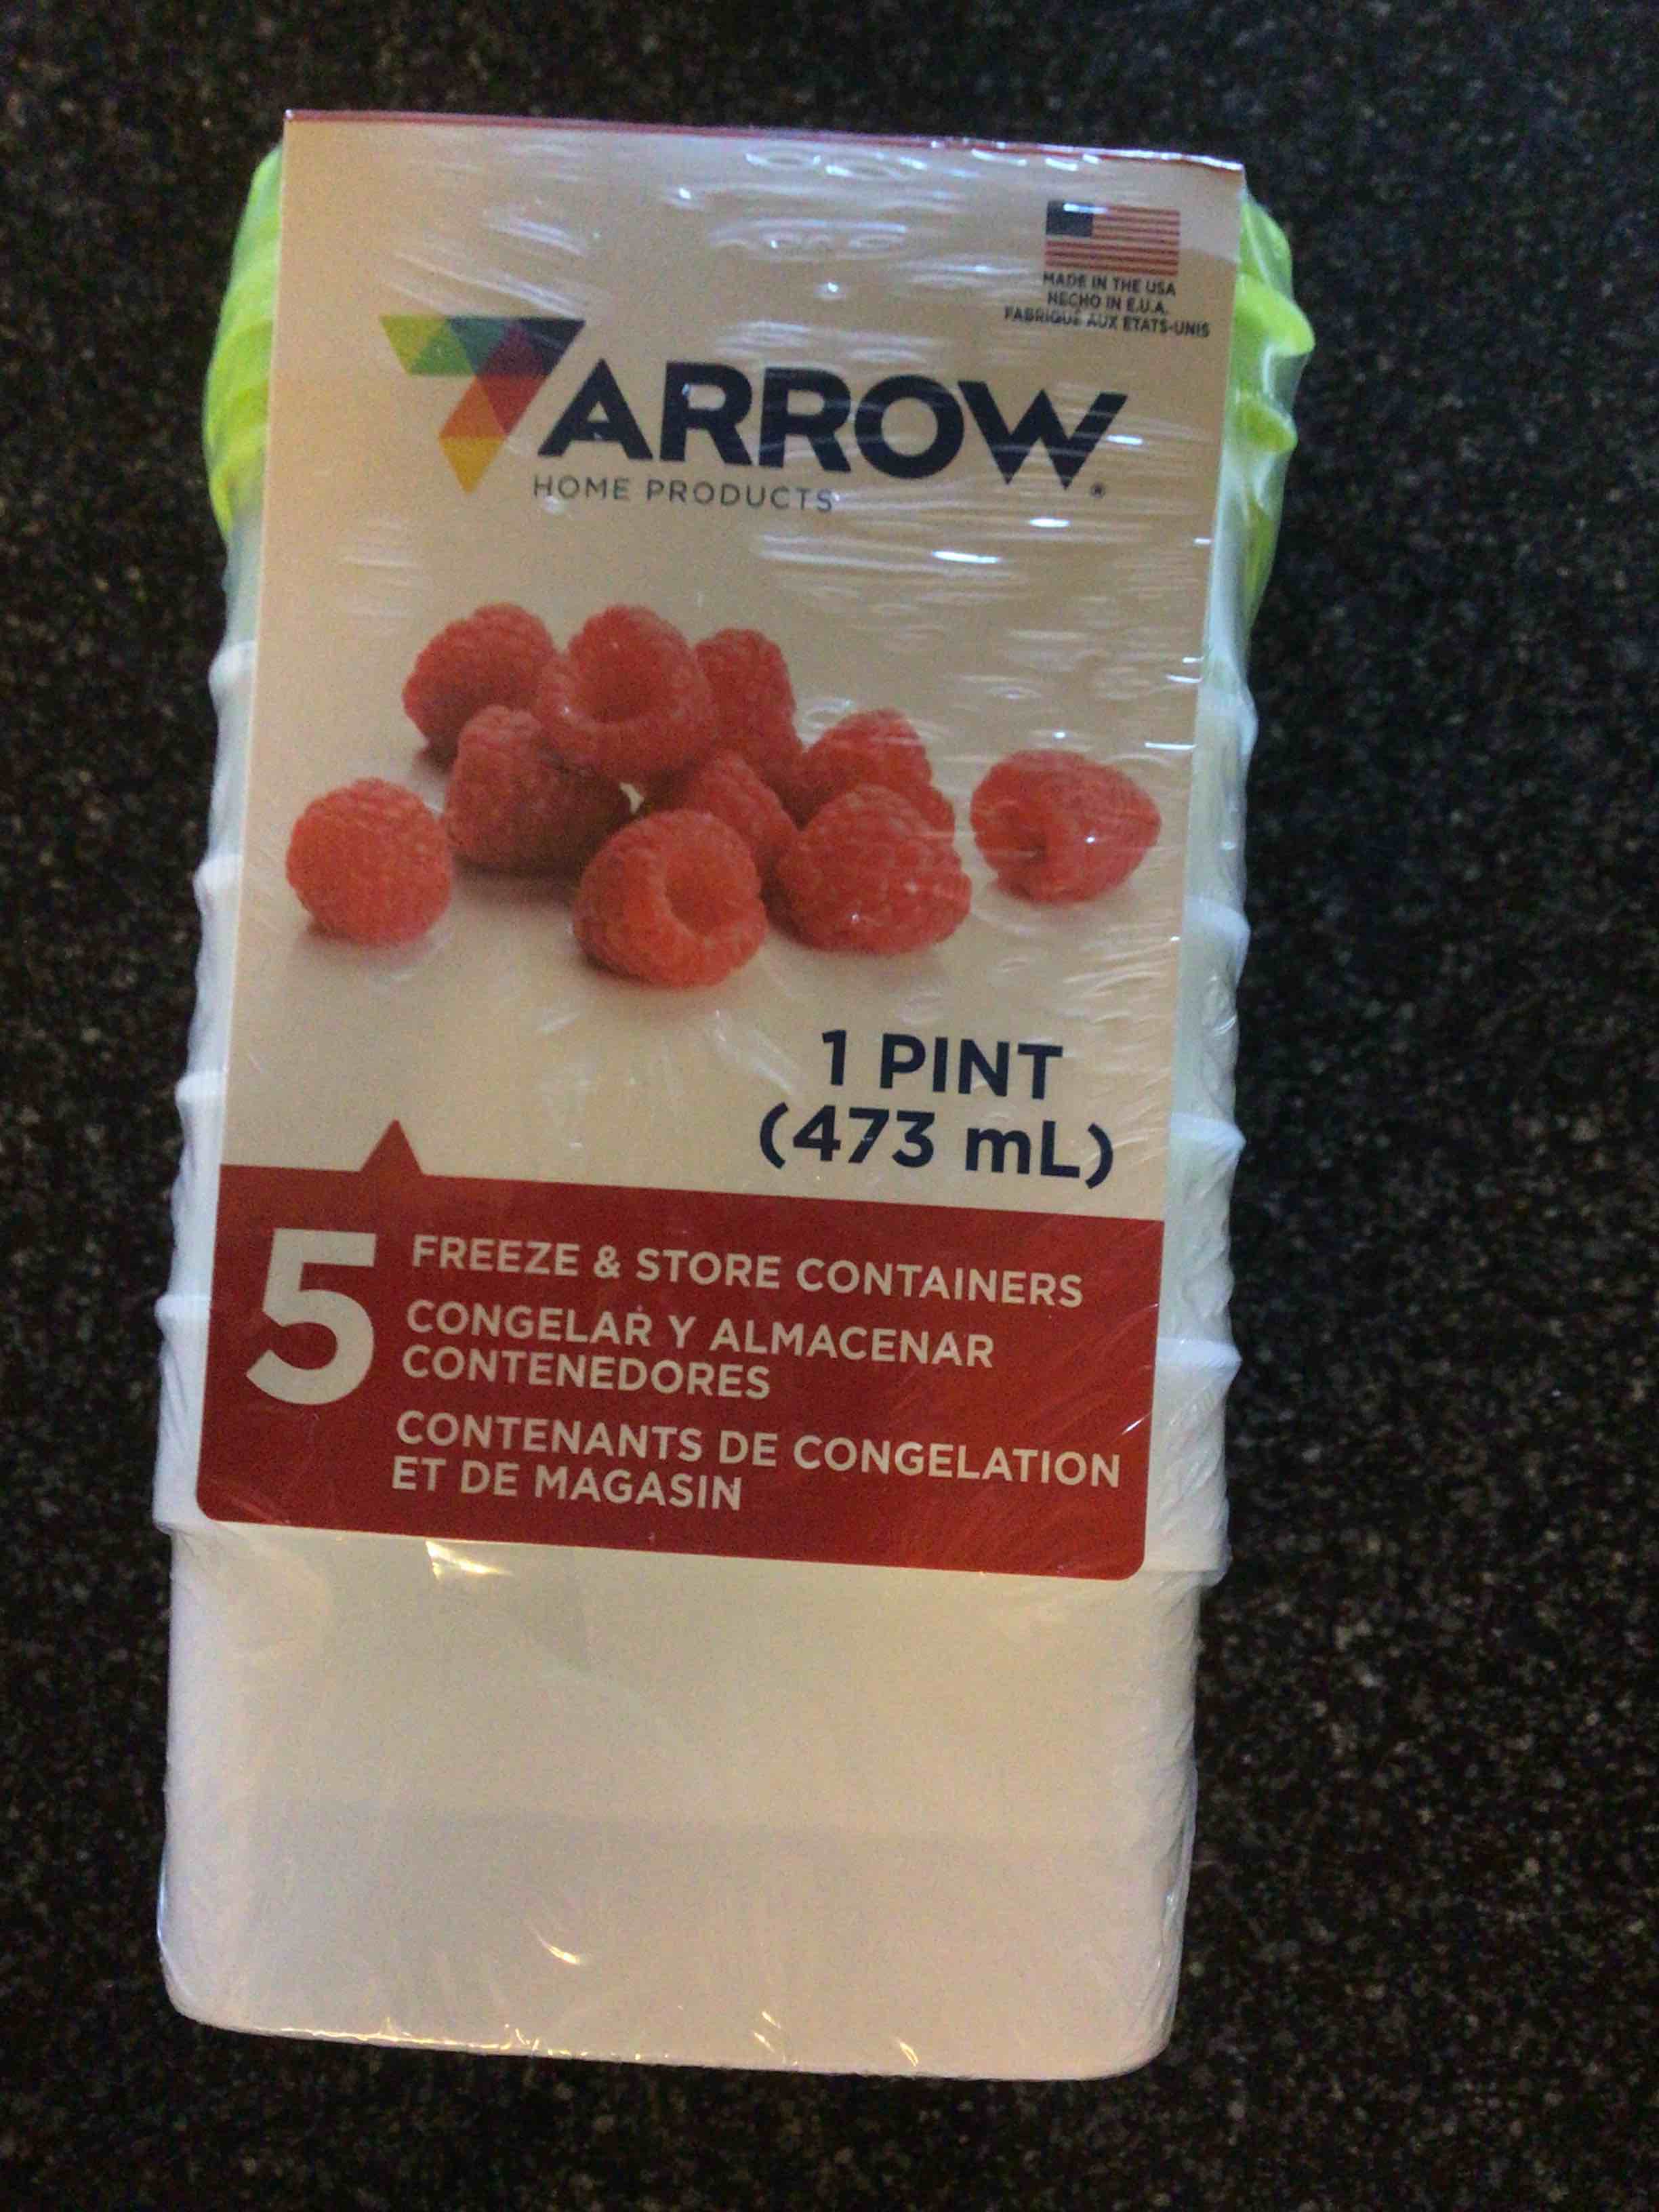 MADE IN THE USA
HECHO IN E.U.A.
FABRIQUÉ AUX ETATS-UNIS
ARROW®
HOME PRODUCTS
1 PINT
(473 mL)
5
FREEZE & STORE CONTAINERS
CONGELAR Y ALMACENAR
CONTENEDORES
CONTENANTS DE CONGELATION
ET DE MAGASIN